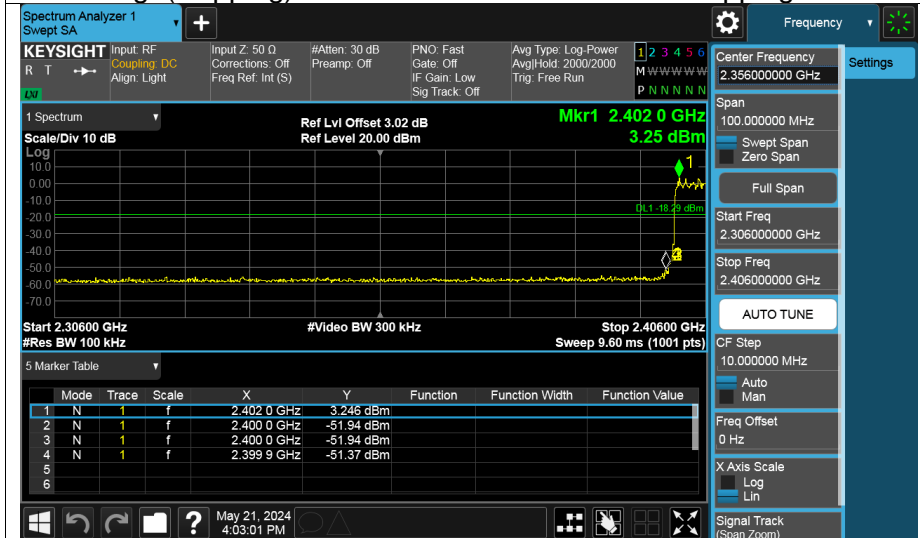 Spectrum Analyzer 1
Swept SA
Frequency
KEYSIGHT
R T
LXI
Input: RF
Coupling: DC
Align: Light
Input Z: 50 Ω
Corrections: Off
Freq Ref: Int (S)
#Atten: 30 dB
Preamp: Off
PNO: Fast
Gate: Off
IF Gain: Low
Sig Track: Off
Avg Type: Log-Power
Avg|Hold: 2000/2000
Trig: Free Run
1 2 3 4 5 6
M W W W W W
P N N N N N
1 Spectrum
Scale/Div 10 dB
Ref Lvl Offset 3.02 dB
Ref Level 20.00 dBm
Mkr1 2.402 0 GHz
3.25 dBm
Log
10.0
0.00
-10.0
-20.0
-30.0
-40.0
-50.0
-60.0
-70.0
1
DL1 -18.29 dBm
Start 2.30600 GHz
#Video BW 300 kHz
Stop 2.40600 GHz
#Res BW 100 kHz
Sweep 9.60 ms (1001 pts)
5 Marker Table
Mode Trace Scale X Y Function Function Width Function Value
1 N 1 f 2.402 0 GHz 3.246 dBm
2 N 1 f 2.400 0 GHz -51.94 dBm
3 N 1 f 2.400 0 GHz -51.94 dBm
4 N 1 f 2.399 9 GHz -51.37 dBm
5
6
? May 21, 2024
4:03:01 PM
Center Frequency
2.356000000 GHz
Settings
Span
100.000000 MHz
Swept Span
Zero Span
Full Span
Start Freq
2.306000000 GHz
Stop Freq
2.406000000 GHz
AUTO TUNE
CF Step
10.000000 MHz
Auto
Man
Freq Offset
0 Hz
X Axis Scale
Log
Lin
Signal Track
(Span Zoom)